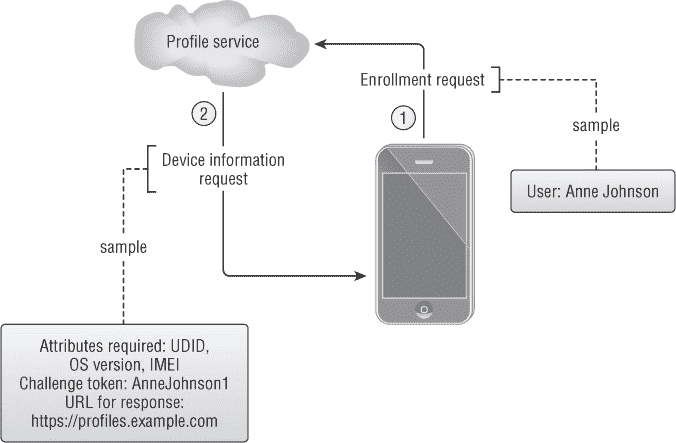 Profile service
Enrollment request
1
sample
User: Anne Johnson
2
Device information
request
sample
Attributes required: UDID,
OS version, IMEI
Challenge token: AnneJohnson1
URL for response:
https://profiles.example.com